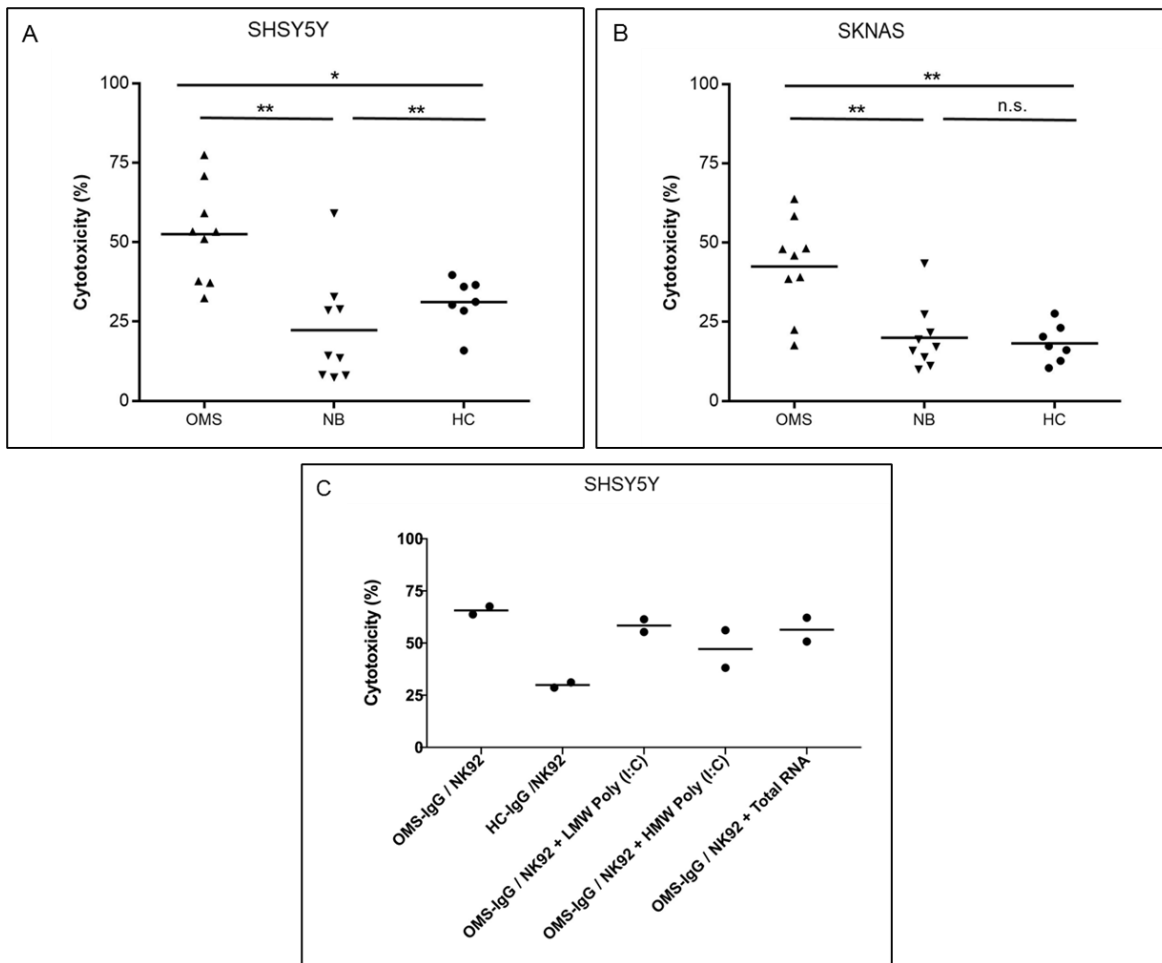 A
SHSY5Y
Cytotoxicity (%)
100
75
50
25
0
*
**
**
OMS
NB
HC
B
SKNAS
Cytotoxicity (%)
100
75
50
25
0
**
**
n.s.
OMS
NB
HC
C
SHSY5Y
Cytotoxicity (%)
100
75
50
25
0
OMS-IgG / NK92
HC-IgG /NK92
OMS-IgG / NK92 + LMW Poly (I:C)
OMS-IgG / NK92 + HMW Poly (I:C)
OMS-IgG / NK92 + Total RNA